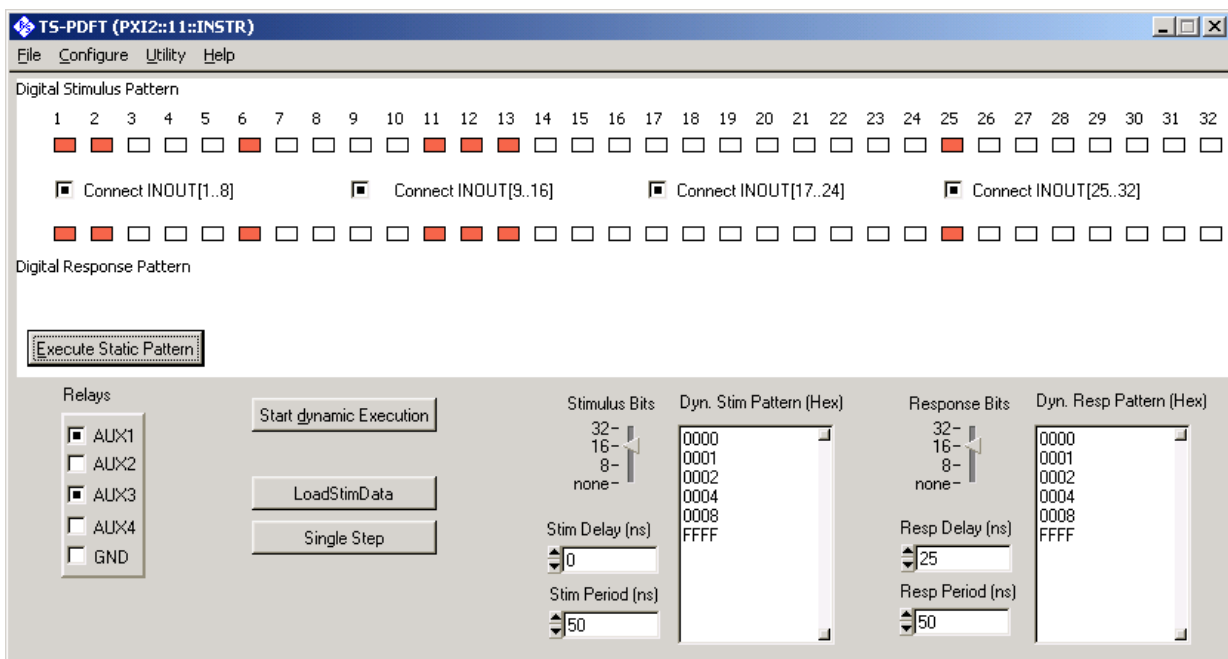 TS-PDFT (PXI2::11::INSTR)
File Configure Utility Help
Digital Stimulus Pattern
1 2 3 4 5 6 7 8 9 10 11 12 13 14 15 16 17 18 19 20 21 22 23 24 25 26 27 28 29 30 31 32
Connect INOUT[1..8] Connect INOUT[9..16] Connect INOUT[17..24] Connect INOUT[25..32]
Digital Response Pattern
Execute Static Pattern
Relays
AUX1
AUX2
AUX3
AUX4
GND
Start dynamic Execution
LoadStimData
Single Step
Stimulus Bits
32
16
8
none
Stim Delay (ns)
0
Stim Period (ns)
50
Dyn. Stim Pattern (Hex)
0000
0001
0002
0004
0008
FFFF
Response Bits
32
16
8
none
Resp Delay (ns)
25
Resp Period (ns)
50
Dyn. Resp Pattern (Hex)
0000
0001
0002
0004
0008
FFFF